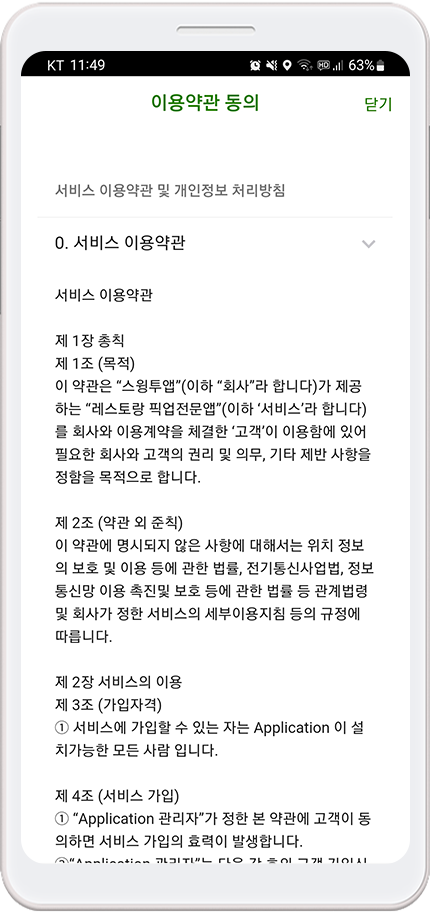 KT 11:49
63%
이용약관 동의
닫기
서비스 이용약관 및 개인정보 처리방침
0. 서비스 이용약관
서비스 이용약관
제 1장 총칙
제 1조 (목적)
이 약관은 “스윙투앱”(이하 “회사”라 합니다)가 제공
하는 “레스토랑 픽업전문앱”(이하 ‘서비스’라 합니다)
를 회사와 이용계약을 체결한 ‘고객’이 이용함에 있어
필요한 회사와 고객의 권리 및 의무, 기타 제반 사항을
정함을 목적으로 합니다.
제 2조 (약관 외 준칙)
이 약관에 명시되지 않은 사항에 대해서는 위치 정보
의 보호 및 이용 등에 관한 법률, 전기통신사업법, 정보
통신망 이용 촉진및 보호 등에 관한 법률 등 관계법령
및 회사가 정한 서비스의 세부이용지침 등의 규정에
따릅니다.
제 2장 서비스의 이용
제 3조 (가입자격)
① 서비스에 가입할 수 있는 자는 Application 이 설
치가능한 모든 사람 입니다.
제 4조 (서비스 가입)
① “Application 관리자”가 정한 본 약관에 고객이 동
의하면 서비스 가입의 효력이 발생합니다.
②“Application 관리자”는 다음 각 호의 고객 가입신